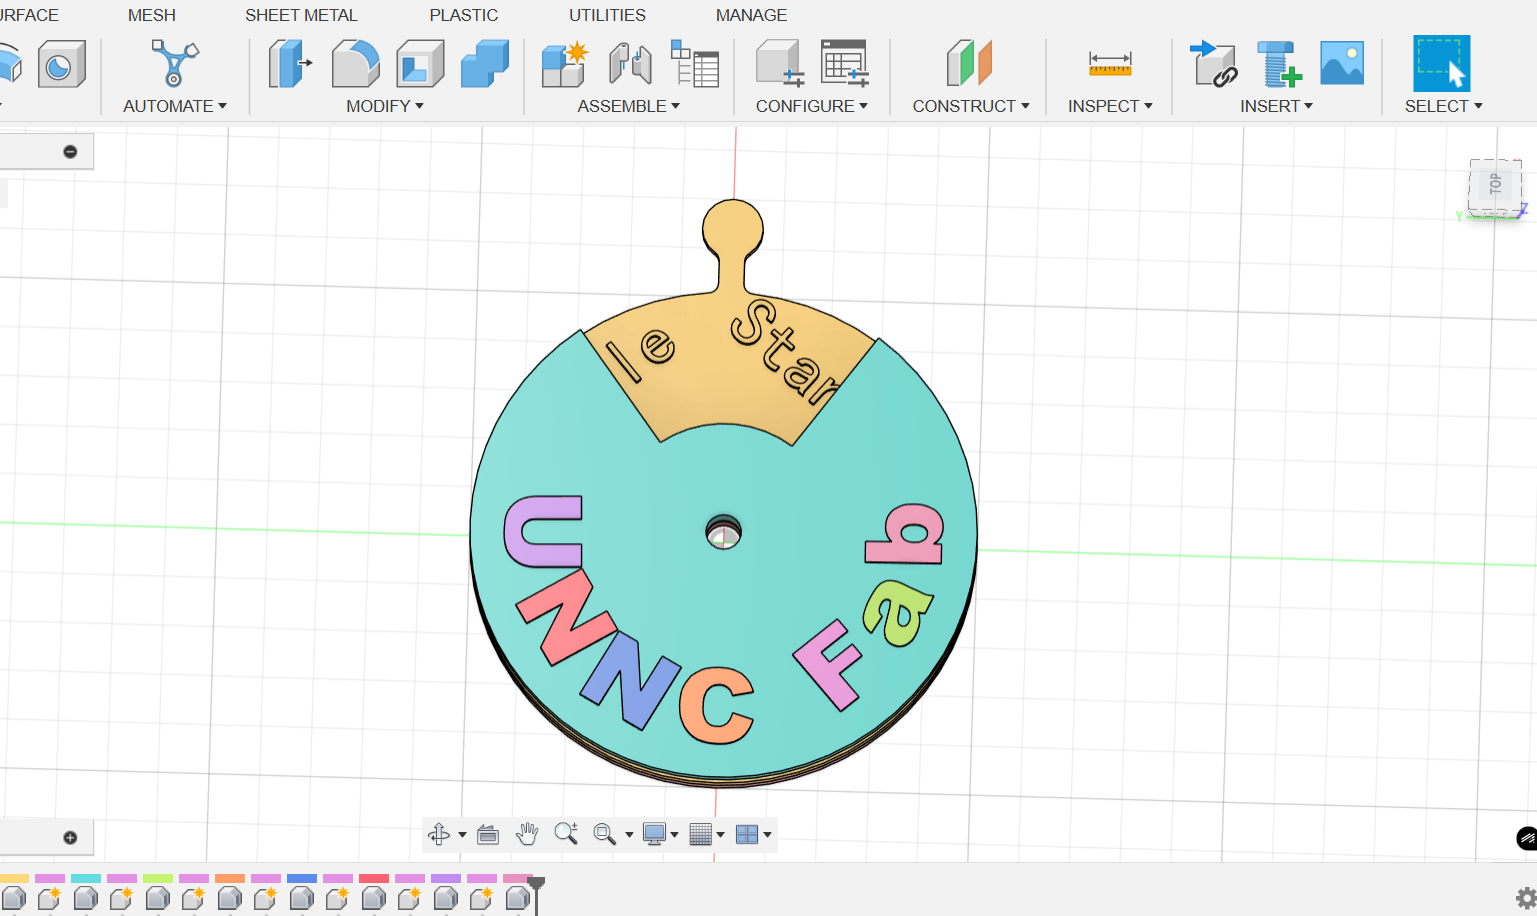 MESH SHEET METAL PLASTIC UTILITIES MANAGE
AUTOMATE MODIFY ASSEMBLE CONFIGURE CONSTRUCT INSPECT INSERT SELECT
TOP
Y Z
le Star
UNNC Fab